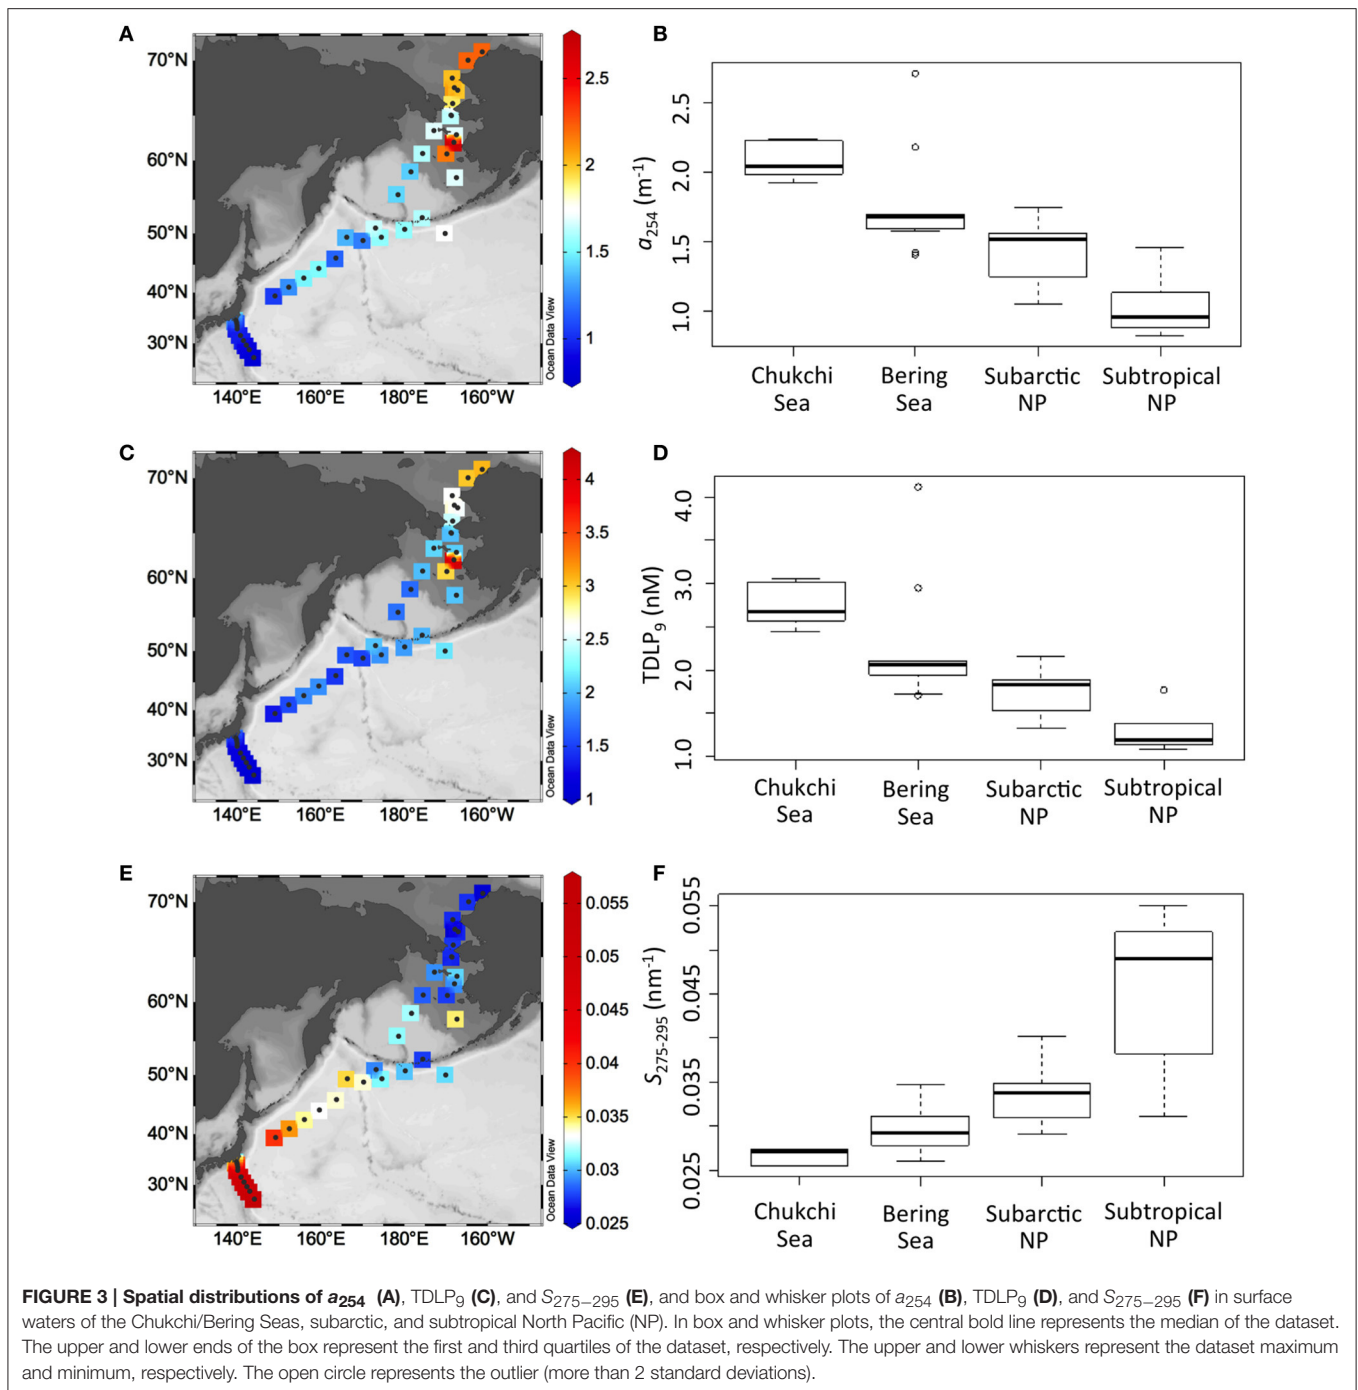 A
70°N
60°N
50°N
40°N
30°N
140°E 160°E 180°E 160°W
Ocean Data View
2.5
2
1.5
1
B
a254 (m-1)
2.5
2.0
1.5
1.0
Chukchi Sea
Bering Sea
Subarctic NP
Subtropical NP
C
70°N
60°N
50°N
40°N
30°N
140°E 160°E 180°E 160°W
Ocean Data View
4
3.5
3
2.5
2
1.5
1
D
TDLP9 (nM)
4.0
3.0
2.0
1.0
Chukchi Sea
Bering Sea
Subarctic NP
Subtropical NP
E
70°N
60°N
50°N
40°N
30°N
140°E 160°E 180°E 160°W
Ocean Data View
0.055
0.05
0.045
0.04
0.035
0.03
0.025
F
S275-295 (nm-1)
0.055
0.045
0.035
0.025
Chukchi Sea
Bering Sea
Subarctic NP
Subtropical NP
FIGURE 3 | Spatial distributions of a254 (A), TDLP9 (C), and S275−295 (E), and box and whisker plots of a254 (B), TDLP9 (D), and S275−295 (F) in surface
waters of the Chukchi/Bering Seas, subarctic, and subtropical North Pacific (NP). In box and whisker plots, the central bold line represents the median of the dataset.
The upper and lower ends of the box represent the first and third quartiles of the dataset, respectively. The upper and lower whiskers represent the dataset maximum
and minimum, respectively. The open circle represents the outlier (more than 2 standard deviations).